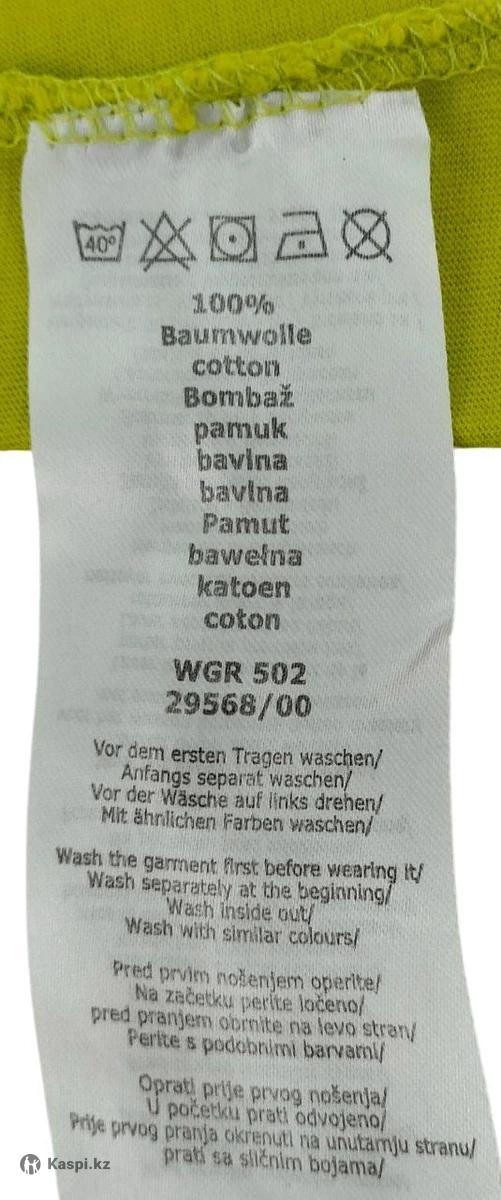 40°
100%
Baumwolle
cotton
Bombaž
pamuk
bavlna
bavlna
Pamut
bawełna
katoen
coton
WGR 502
29568/00
Vor dem ersten Tragen waschen/
Anfangs separat waschen/
Vor der Wäsche auf links drehen/
Mit ähnlichen Farben waschen/
Wash the garment first before wearing it/
Wash separately at the beginning/
Wash inside out/
Wash with similar colours/
Pred prvim nošenjem operite/
Na začetku perite ločeno/
pred pranjem obrnite na levo stran/
Perite s podobnimi barvami/
Oprati prije prvog nošenja/
U početku prati odvojeno/
Prije prvog pranja okrenuti na unutarnju stranu/
prati sa sličnim bojama/
Kaspi.kz